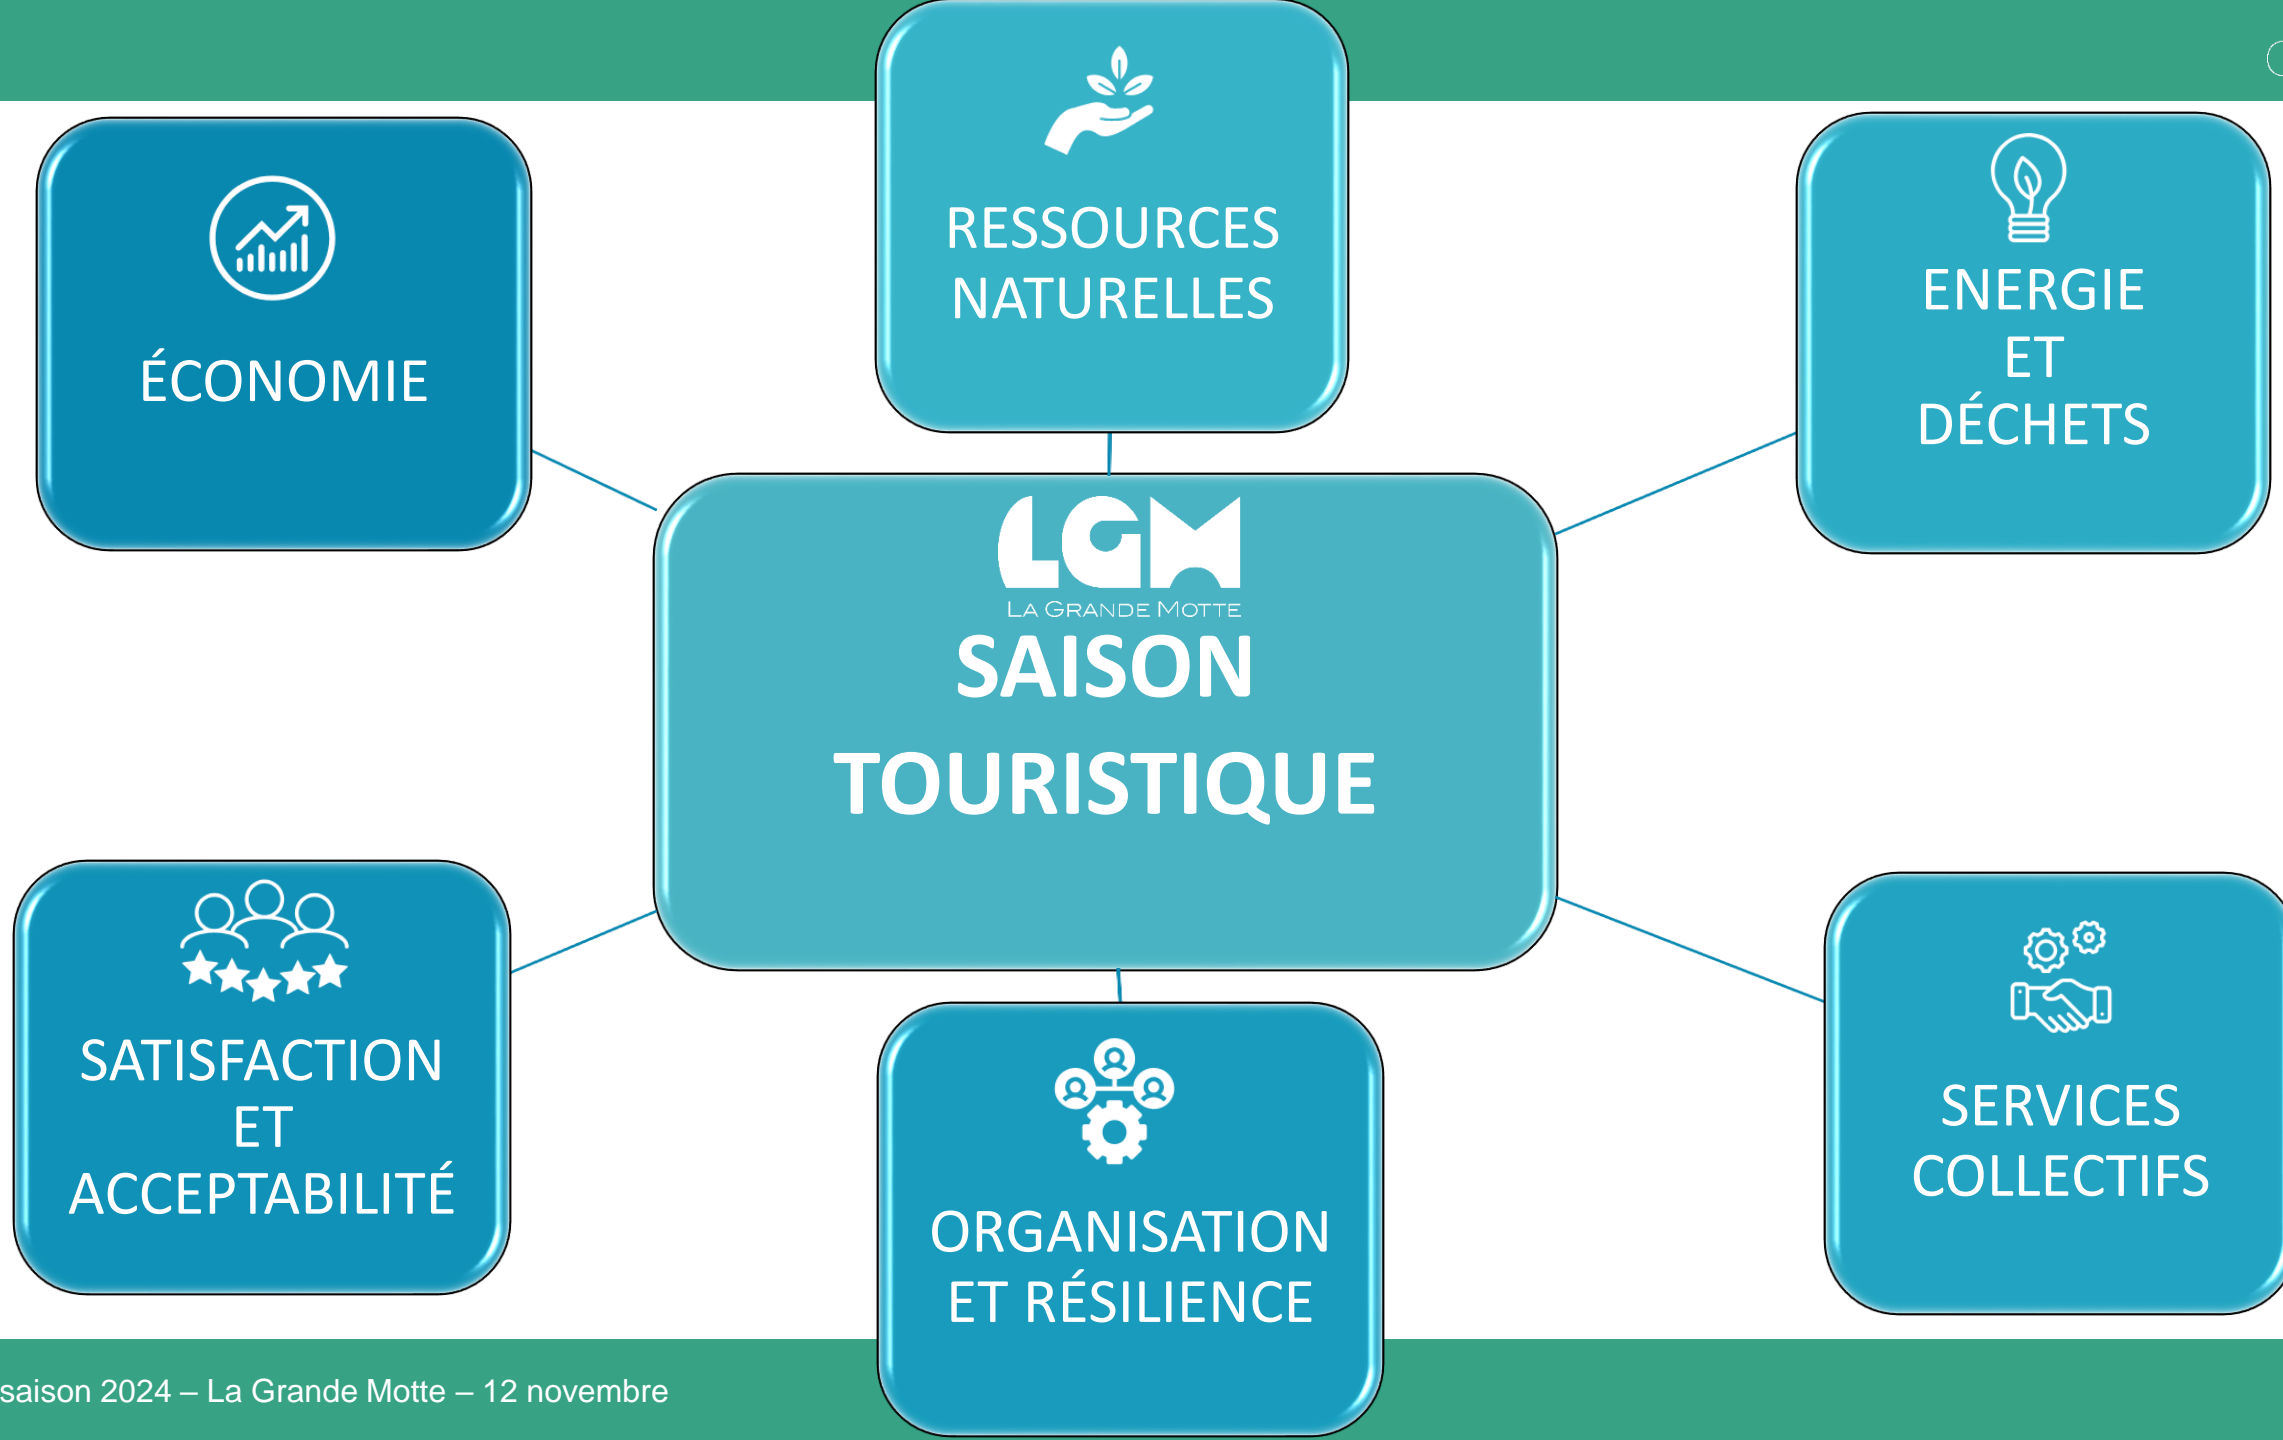 RESSOURCES
NATURELLES
ÉCONOMIE
ENERGIE
ET
DÉCHETS
LGM
LA GRANDE MOTTE
SAISON
TOURISTIQUE
SATISFACTION
ET
ACCEPTABILITÉ
SERVICES
COLLECTIFS
ORGANISATION
ET RÉSILIENCE
saison 2024 – La Grande Motte – 12 novembre